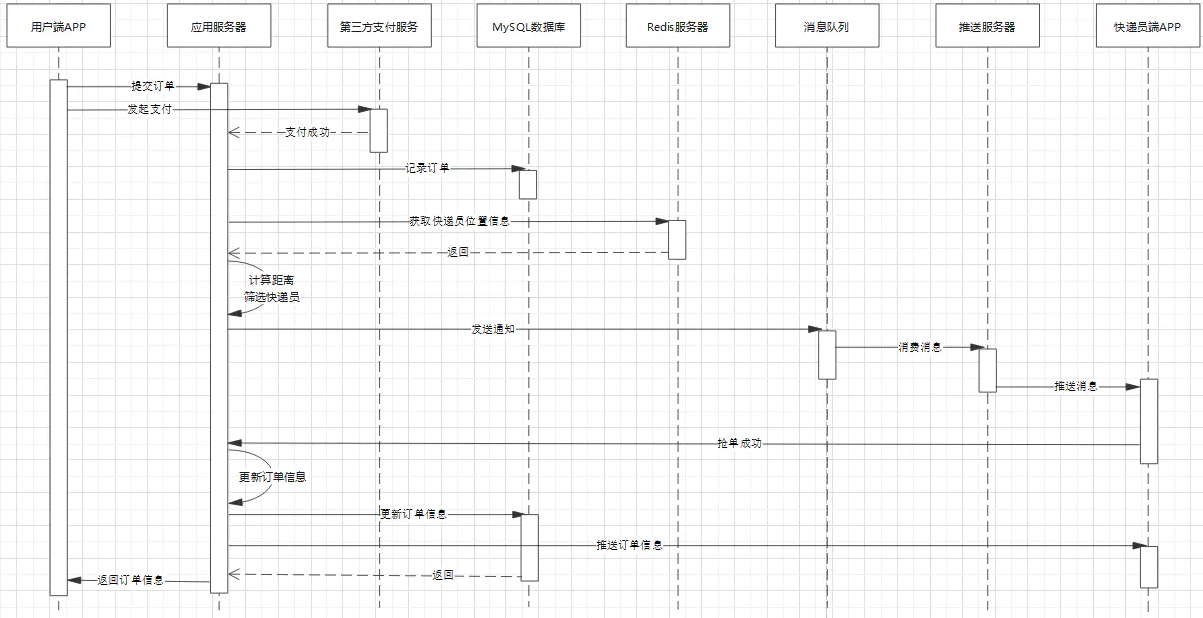 用户端APP
应用服务器
第三方支付服务
MySQL数据库
Redis服务器
消息队列
推送服务器
快递员端APP
提交订单
发起支付
支付成功
记录订单
获取快递员位置信息
返回
计算距离
筛选快递员
发送通知
消费消息
推送消息
抢单成功
更新订单信息
更新订单信息
推送订单信息
返回
返回订单信息